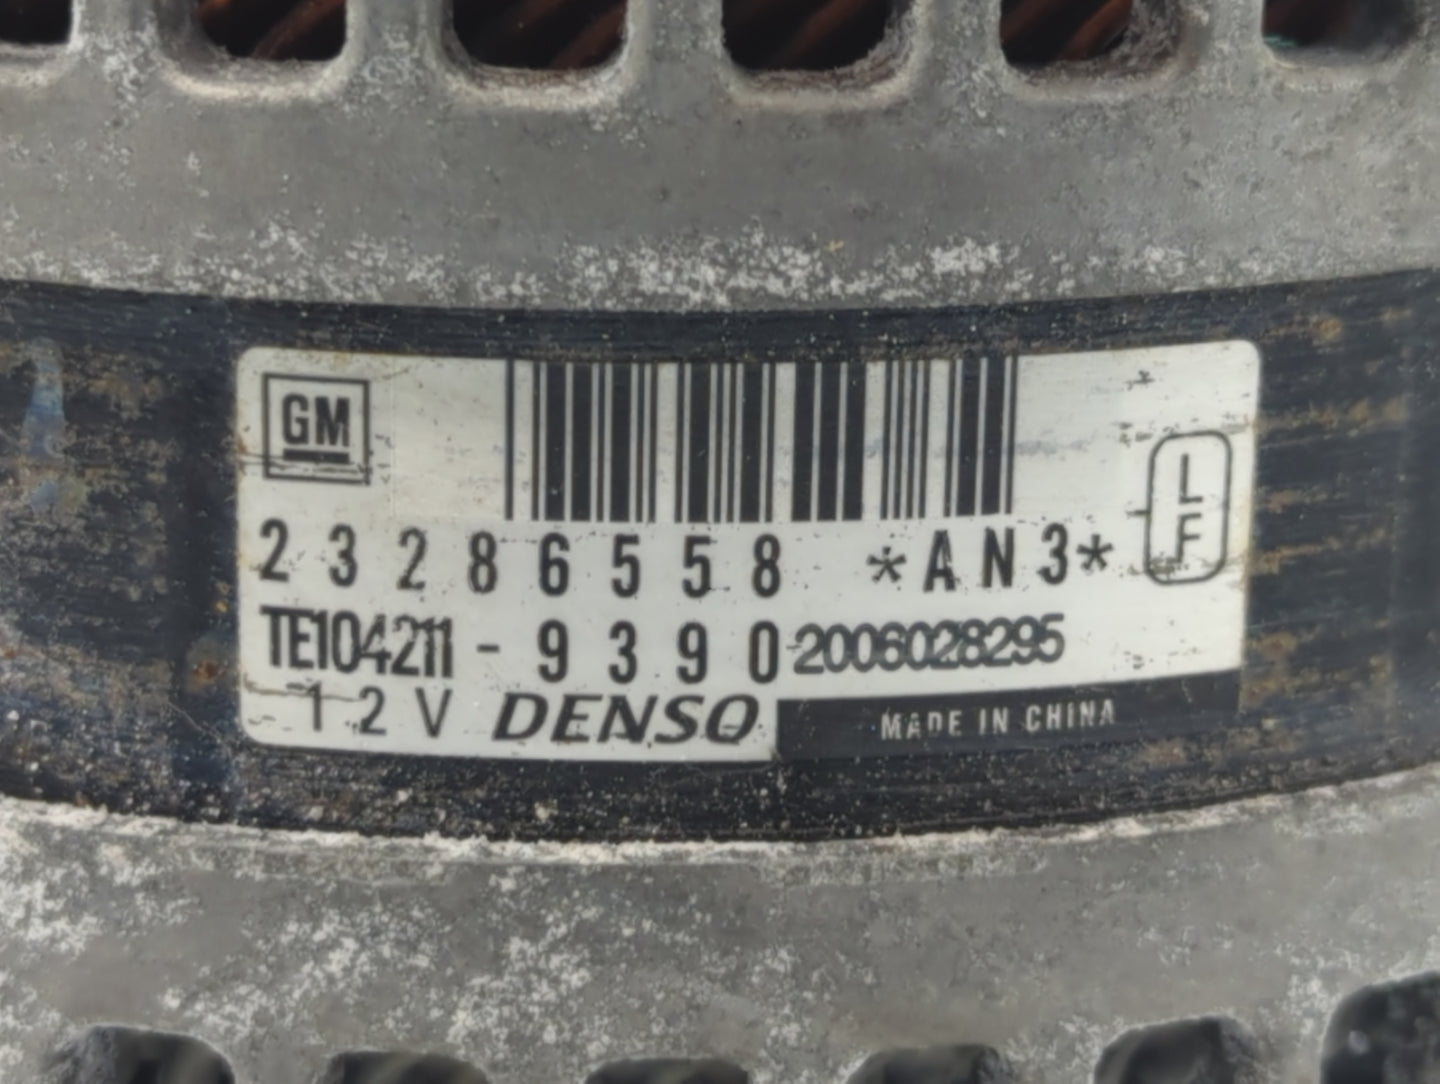 GM
L
F
23286558 *AN3*
TE104211-9390 2006028295
12V DENSO
MADE IN CHINA